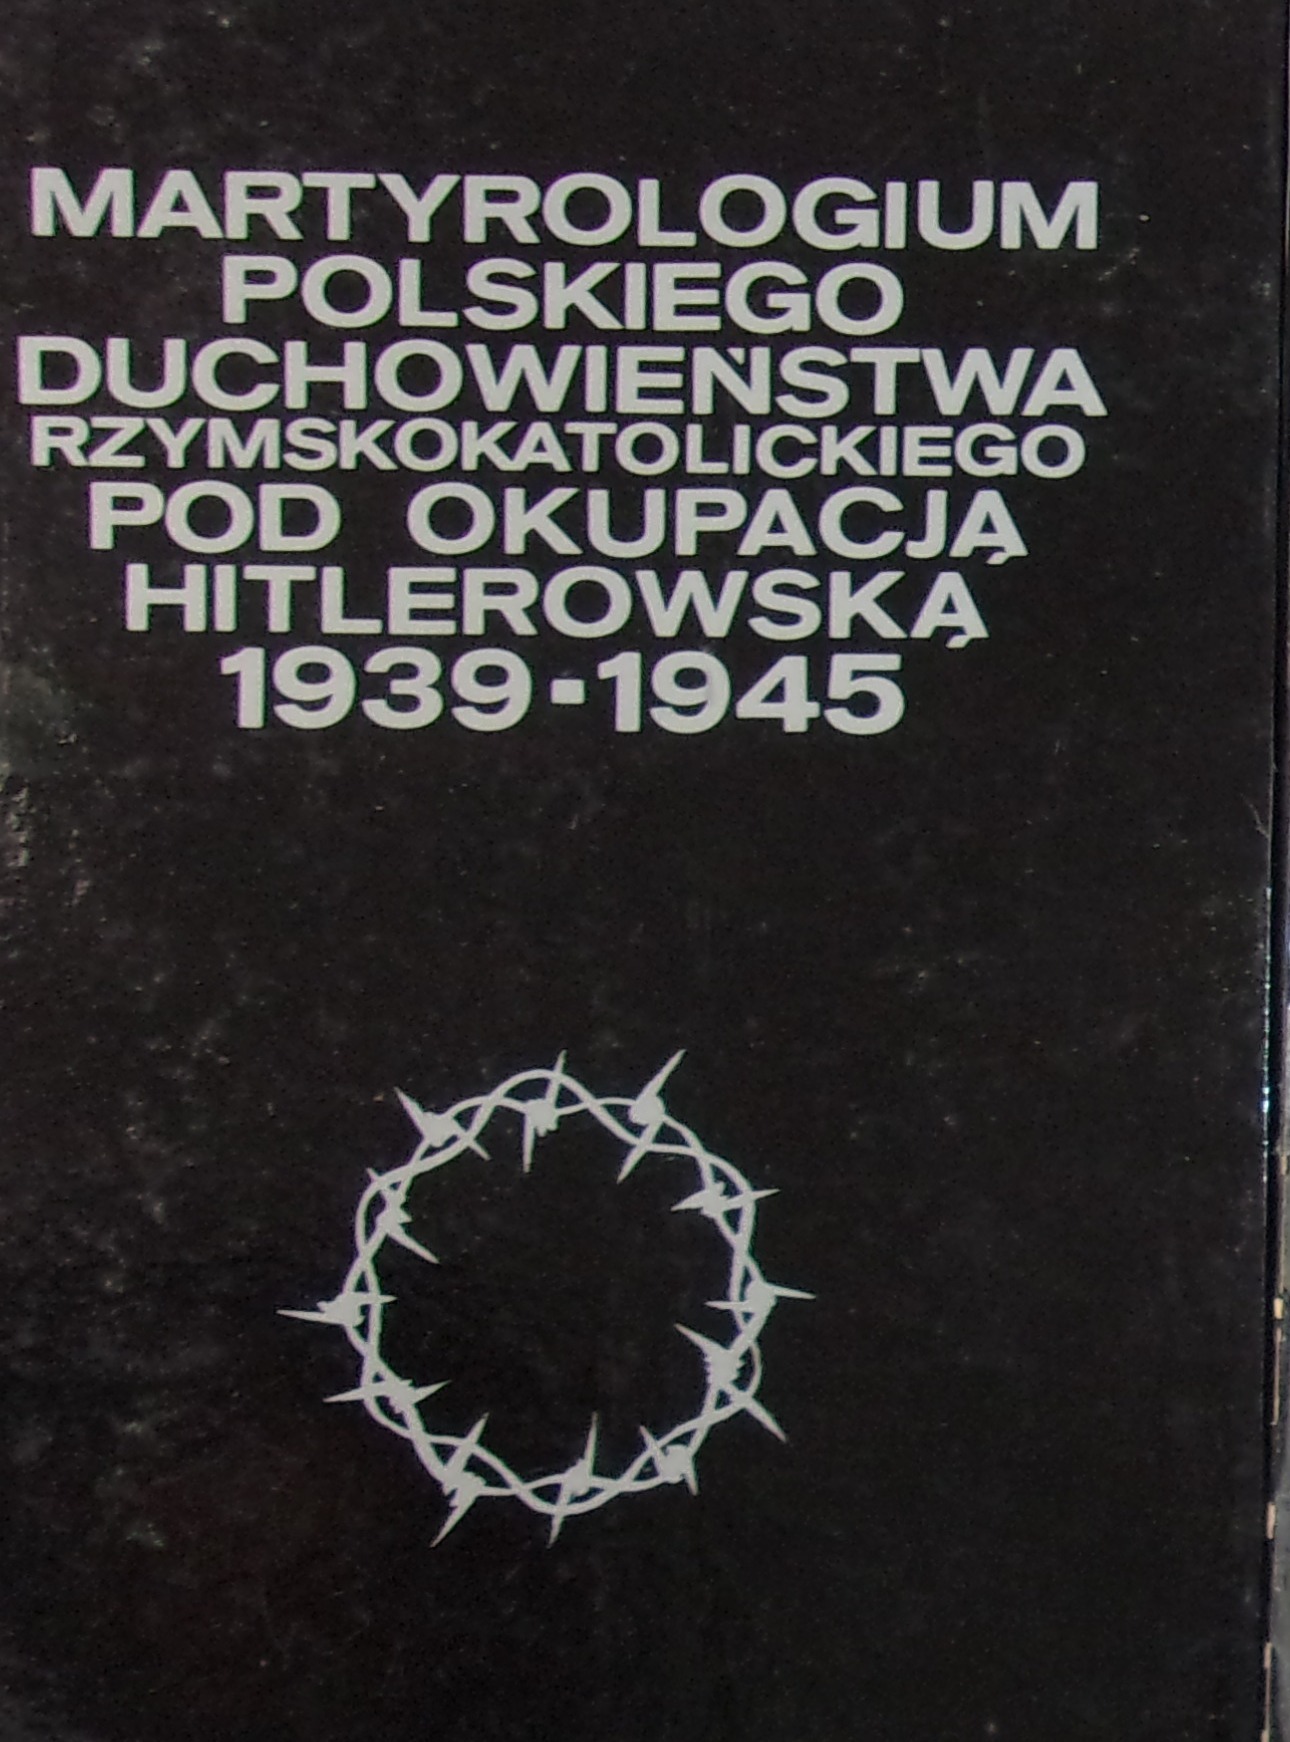 MARTYROLOGIUM
POLSKIEGO
DUCHOWIEŃSTWA
RZYMSKOKATOLICKIEGO
POD OKUPACJĄ
HITLEROWSKĄ
1939-1945